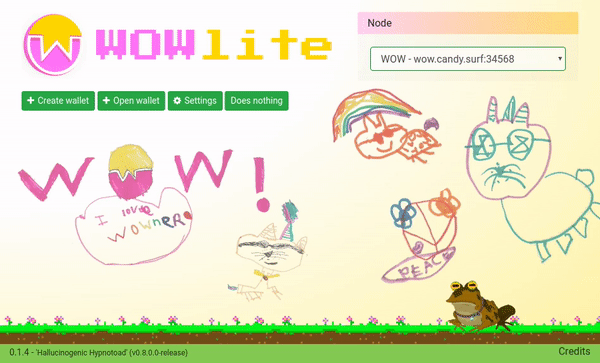 WOWlite
Node
WOW - wow.candy.surf:34568
Create wallet
Open wallet
Settings
Does nothing
WOW!
I love
WOWNERO
PEACE
0.1.4 - 'Hallucinogenic Hypnotoad' (v0.8.0.0-release)
Credits